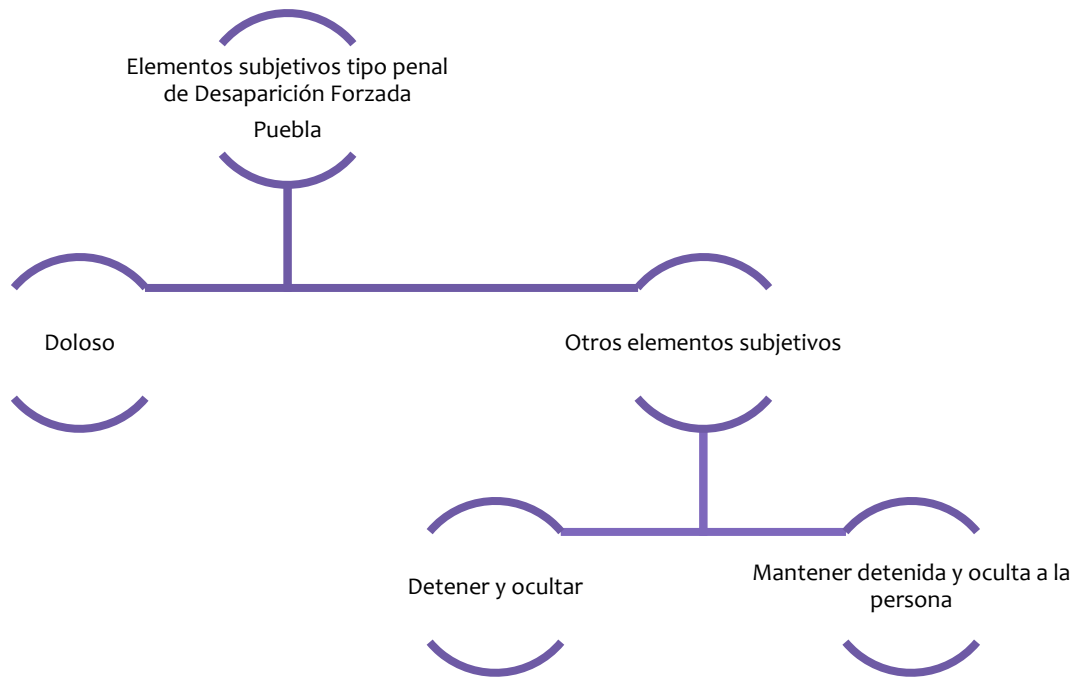 Elementos subjetivos tipo penal
de Desaparición Forzada
Puebla
Doloso
Otros elementos subjetivos
Detener y ocultar
Mantener detenida y oculta a la
persona